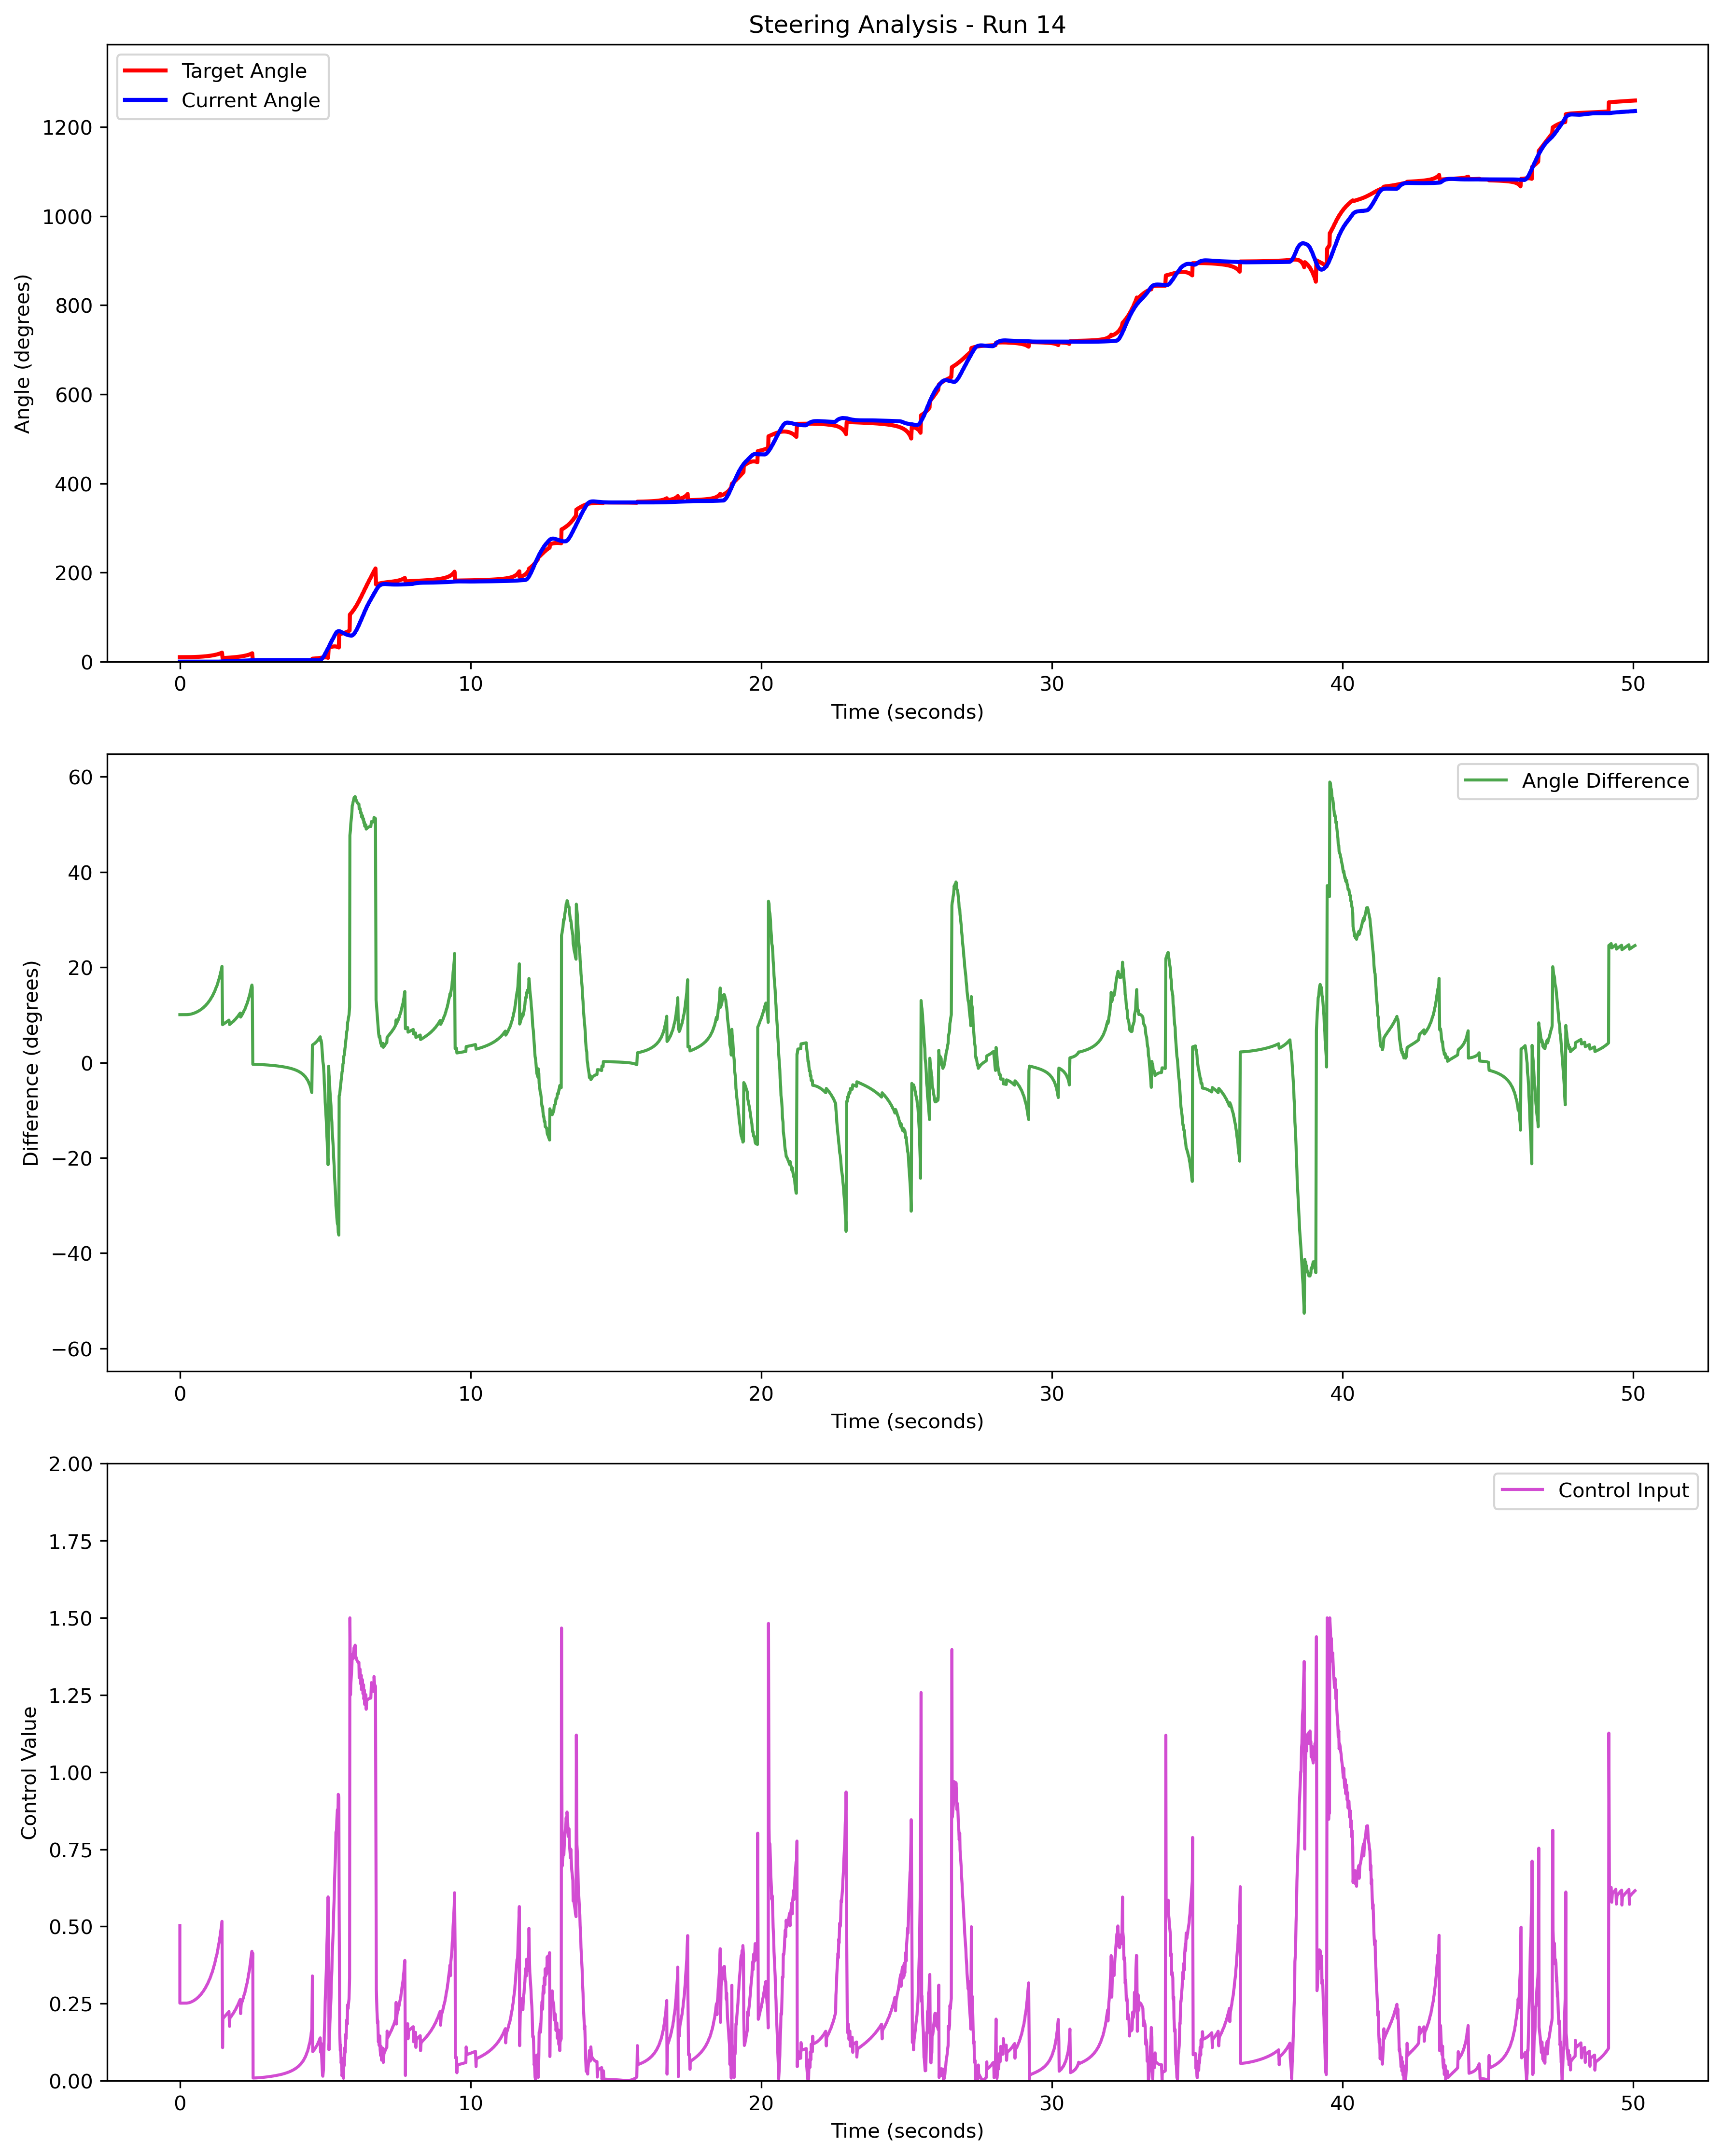 Steering Analysis - Run 14
Target Angle
Current Angle
Angle (degrees)
1200
1000
800
600
400
200
0
0 10 20 30 40 50
Time (seconds)
Angle Difference
Difference (degrees)
60
40
20
0
−20
−40
−60
0 10 20 30 40 50
Time (seconds)
Control Input
Control Value
2.00
1.75
1.50
1.25
1.00
0.75
0.50
0.25
0.00
0 10 20 30 40 50
Time (seconds)